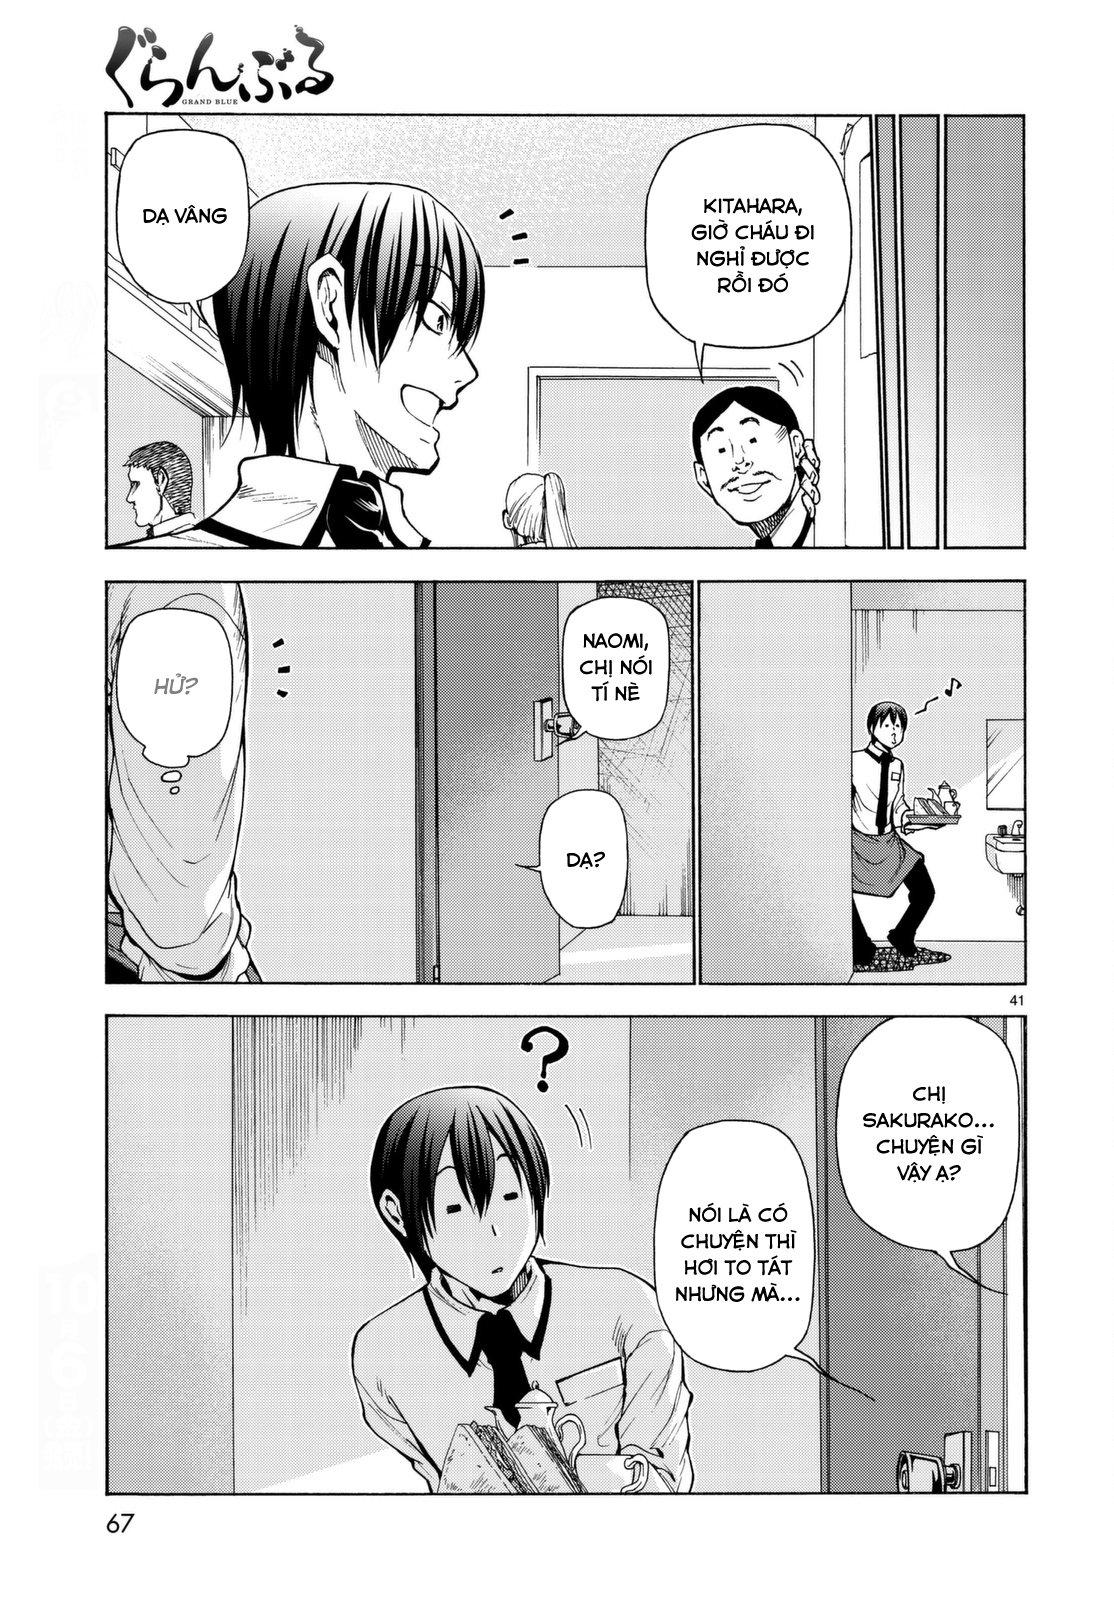 ぐらんぶる
GRAND BLUE
KITAHARA,
GIỜ CHÁU ĐI
NGHỈ ĐƯỢC
RỒI ĐÓ
DẠ VÂNG
NAOMI,
CHỊ NÓI
TÍ NÈ
DẠ?
HỬ?
41
CHỊ
SAKURAKO...
CHUYỆN GÌ
VẬY Ạ?
NÓI LÀ CÓ
CHUYỆN THÌ
HƠI TO TÁT
NHƯNG MÀ...
?
67